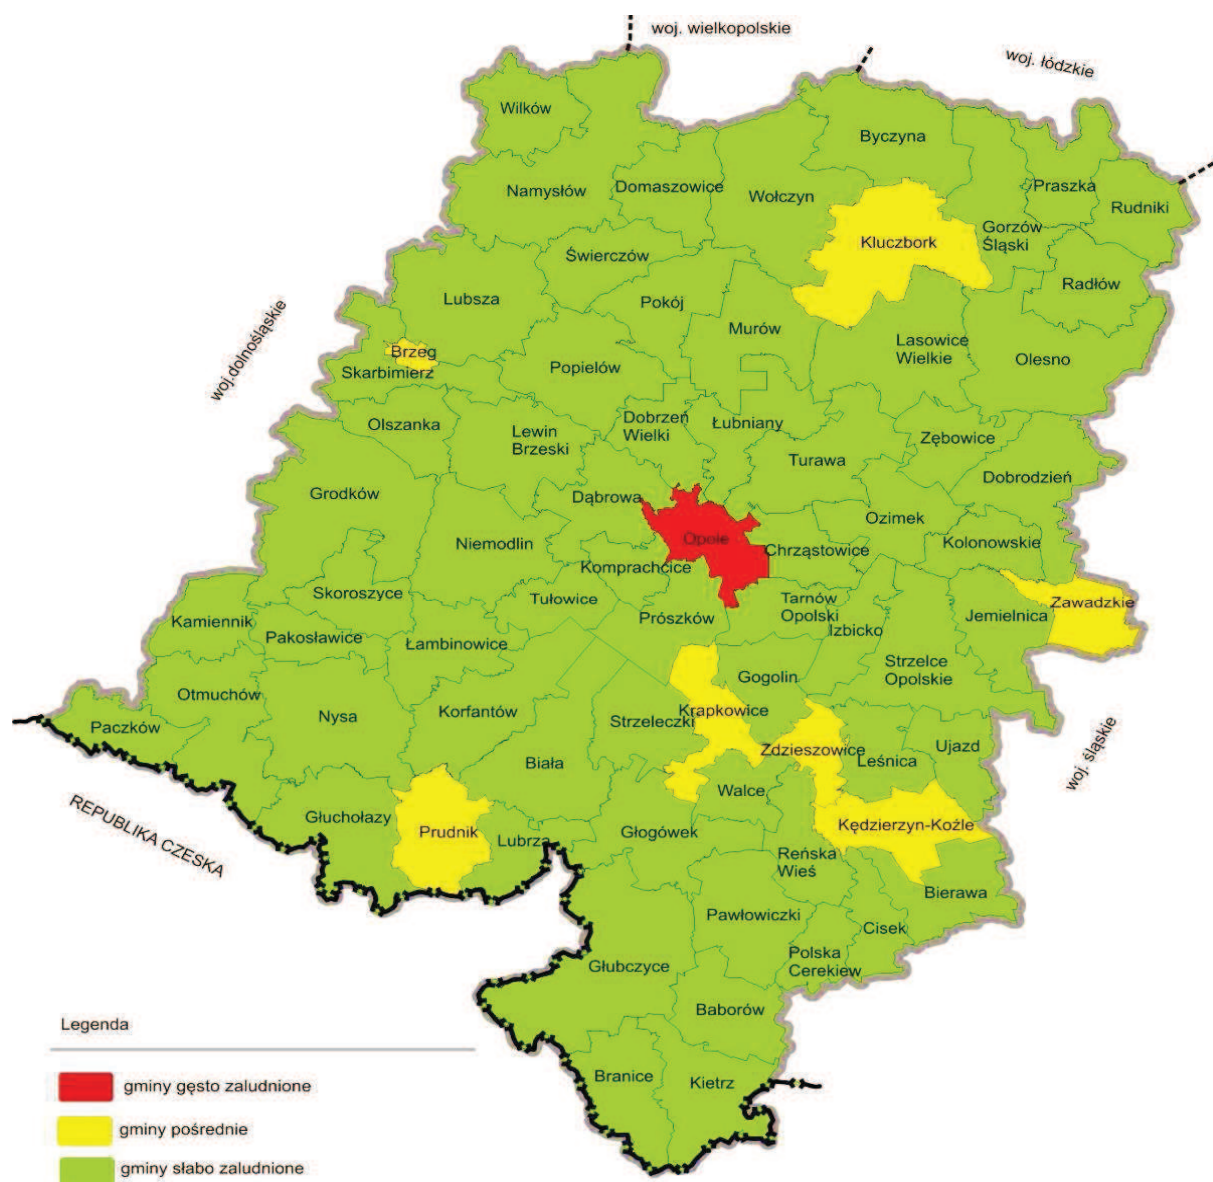 woj. wielkopolskie
woj. łódzkie
Wilków
Byczyna
Namysłów
Domaszowice
Wołczyn
Praszka
Rudniki
Kluczbork
Gorzów
Śląski
Świerczów
Lubsza
Pokój
Radłów
Murów
Lasowice
Wielkie
Olesno
woj.dolnośląskie
Brzeg
Skarbimierz
Popielów
Olszanka
Lewin
Brzeski
Dobrzeń
Wielki
Łubniany
Zębowice
Turawa
Dobrodzień
Grodków
Dąbrowa
Ozimek
Opole
Niemodlin
Chrząstowice
Kolonowskie
Komprachcice
Skoroszyce
Tułowice
Tarnów
Opolski
Zawadzkie
Kamiennik
Prószków
Jemielnica
Pakosławice
Łambinowice
Izbicko
Strzelce
Opolskie
Gogolin
Otmuchów
Nysa
Korfantów
Krapkowice
Strzeleczki
Paczków
Zdzieszowice
Ujazd
Leśnica
woj. śląskie
Biała
Walce
REPUBLIKA CZESKA
Głuchołazy
Prudnik
Lubrza
Głogówek
Kędzierzyn-Koźle
Reńska
Wieś
Bierawa
Pawłowiczki
Cisek
Polska
Cerekiew
Głubczyce
Baborów
Branice
Kietrz
Legenda
gminy gęsto zaludnione
gminy pośrednie
gminy słabo zaludnione